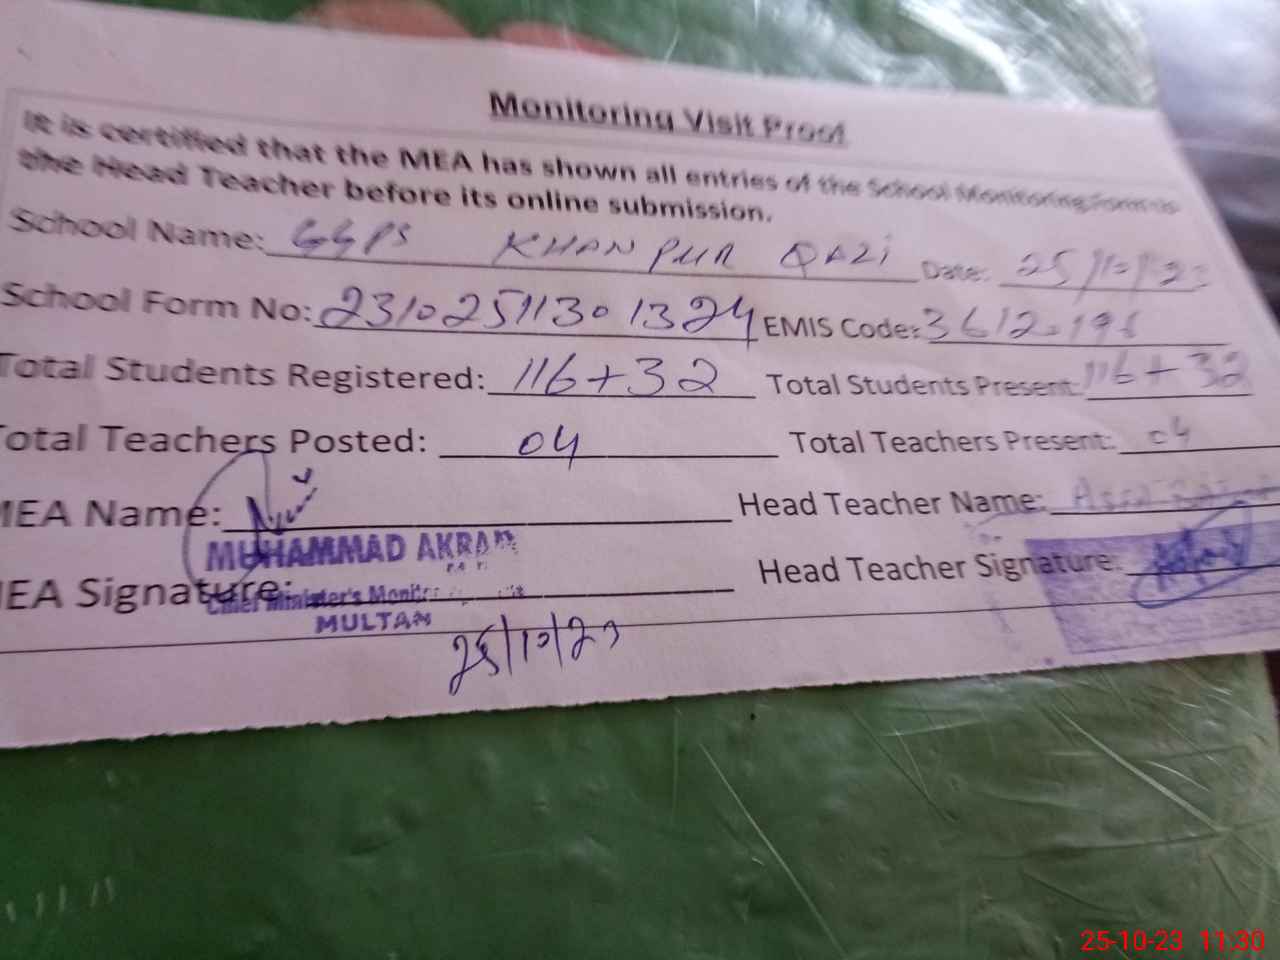 Monitoring Visit Proof
It is certified that the MEA has shown all entries of the School Monitoring Form to
the Head Teacher before its online submission.
School Name: GGPS KHANPUR QAZI Date: 25/10/23
School Form No: 23102511301324 EMIS Code:
Total Students Registered: 116+32 Total Students Present: 116+32
Total Teachers Posted: 04 Total Teachers Present: 04
MEA Name: Head Teacher Name:
MUHAMMAD AKRAM
MEA Signature: Head Teacher Signature:
Chief Minister's
MULTAN
25/10/23
25-10-23 11:30